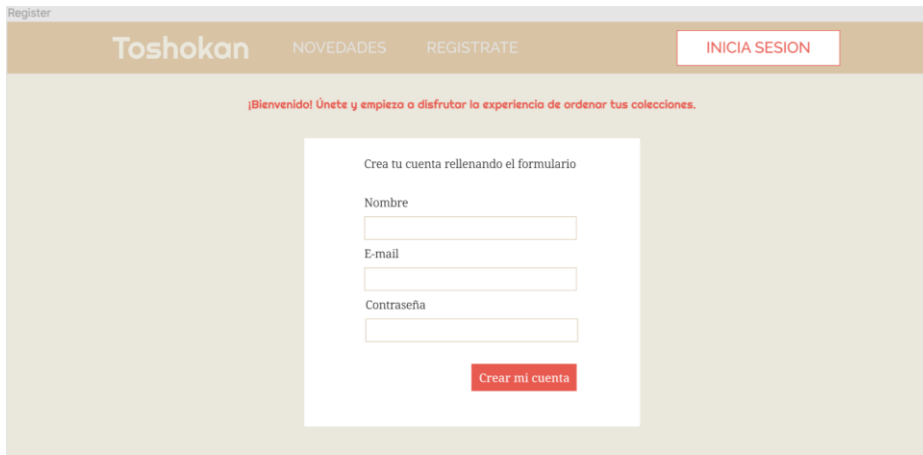 Register
Toshokan NOVEDADES REGISTRATE INICIA SESION
¡Bienvenido! Únete y empieza a disfrutar la experiencia de ordenar tus colecciones.
Crea tu cuenta rellenando el formulario
Nombre
E-mail
Contraseña
Crear mi cuenta